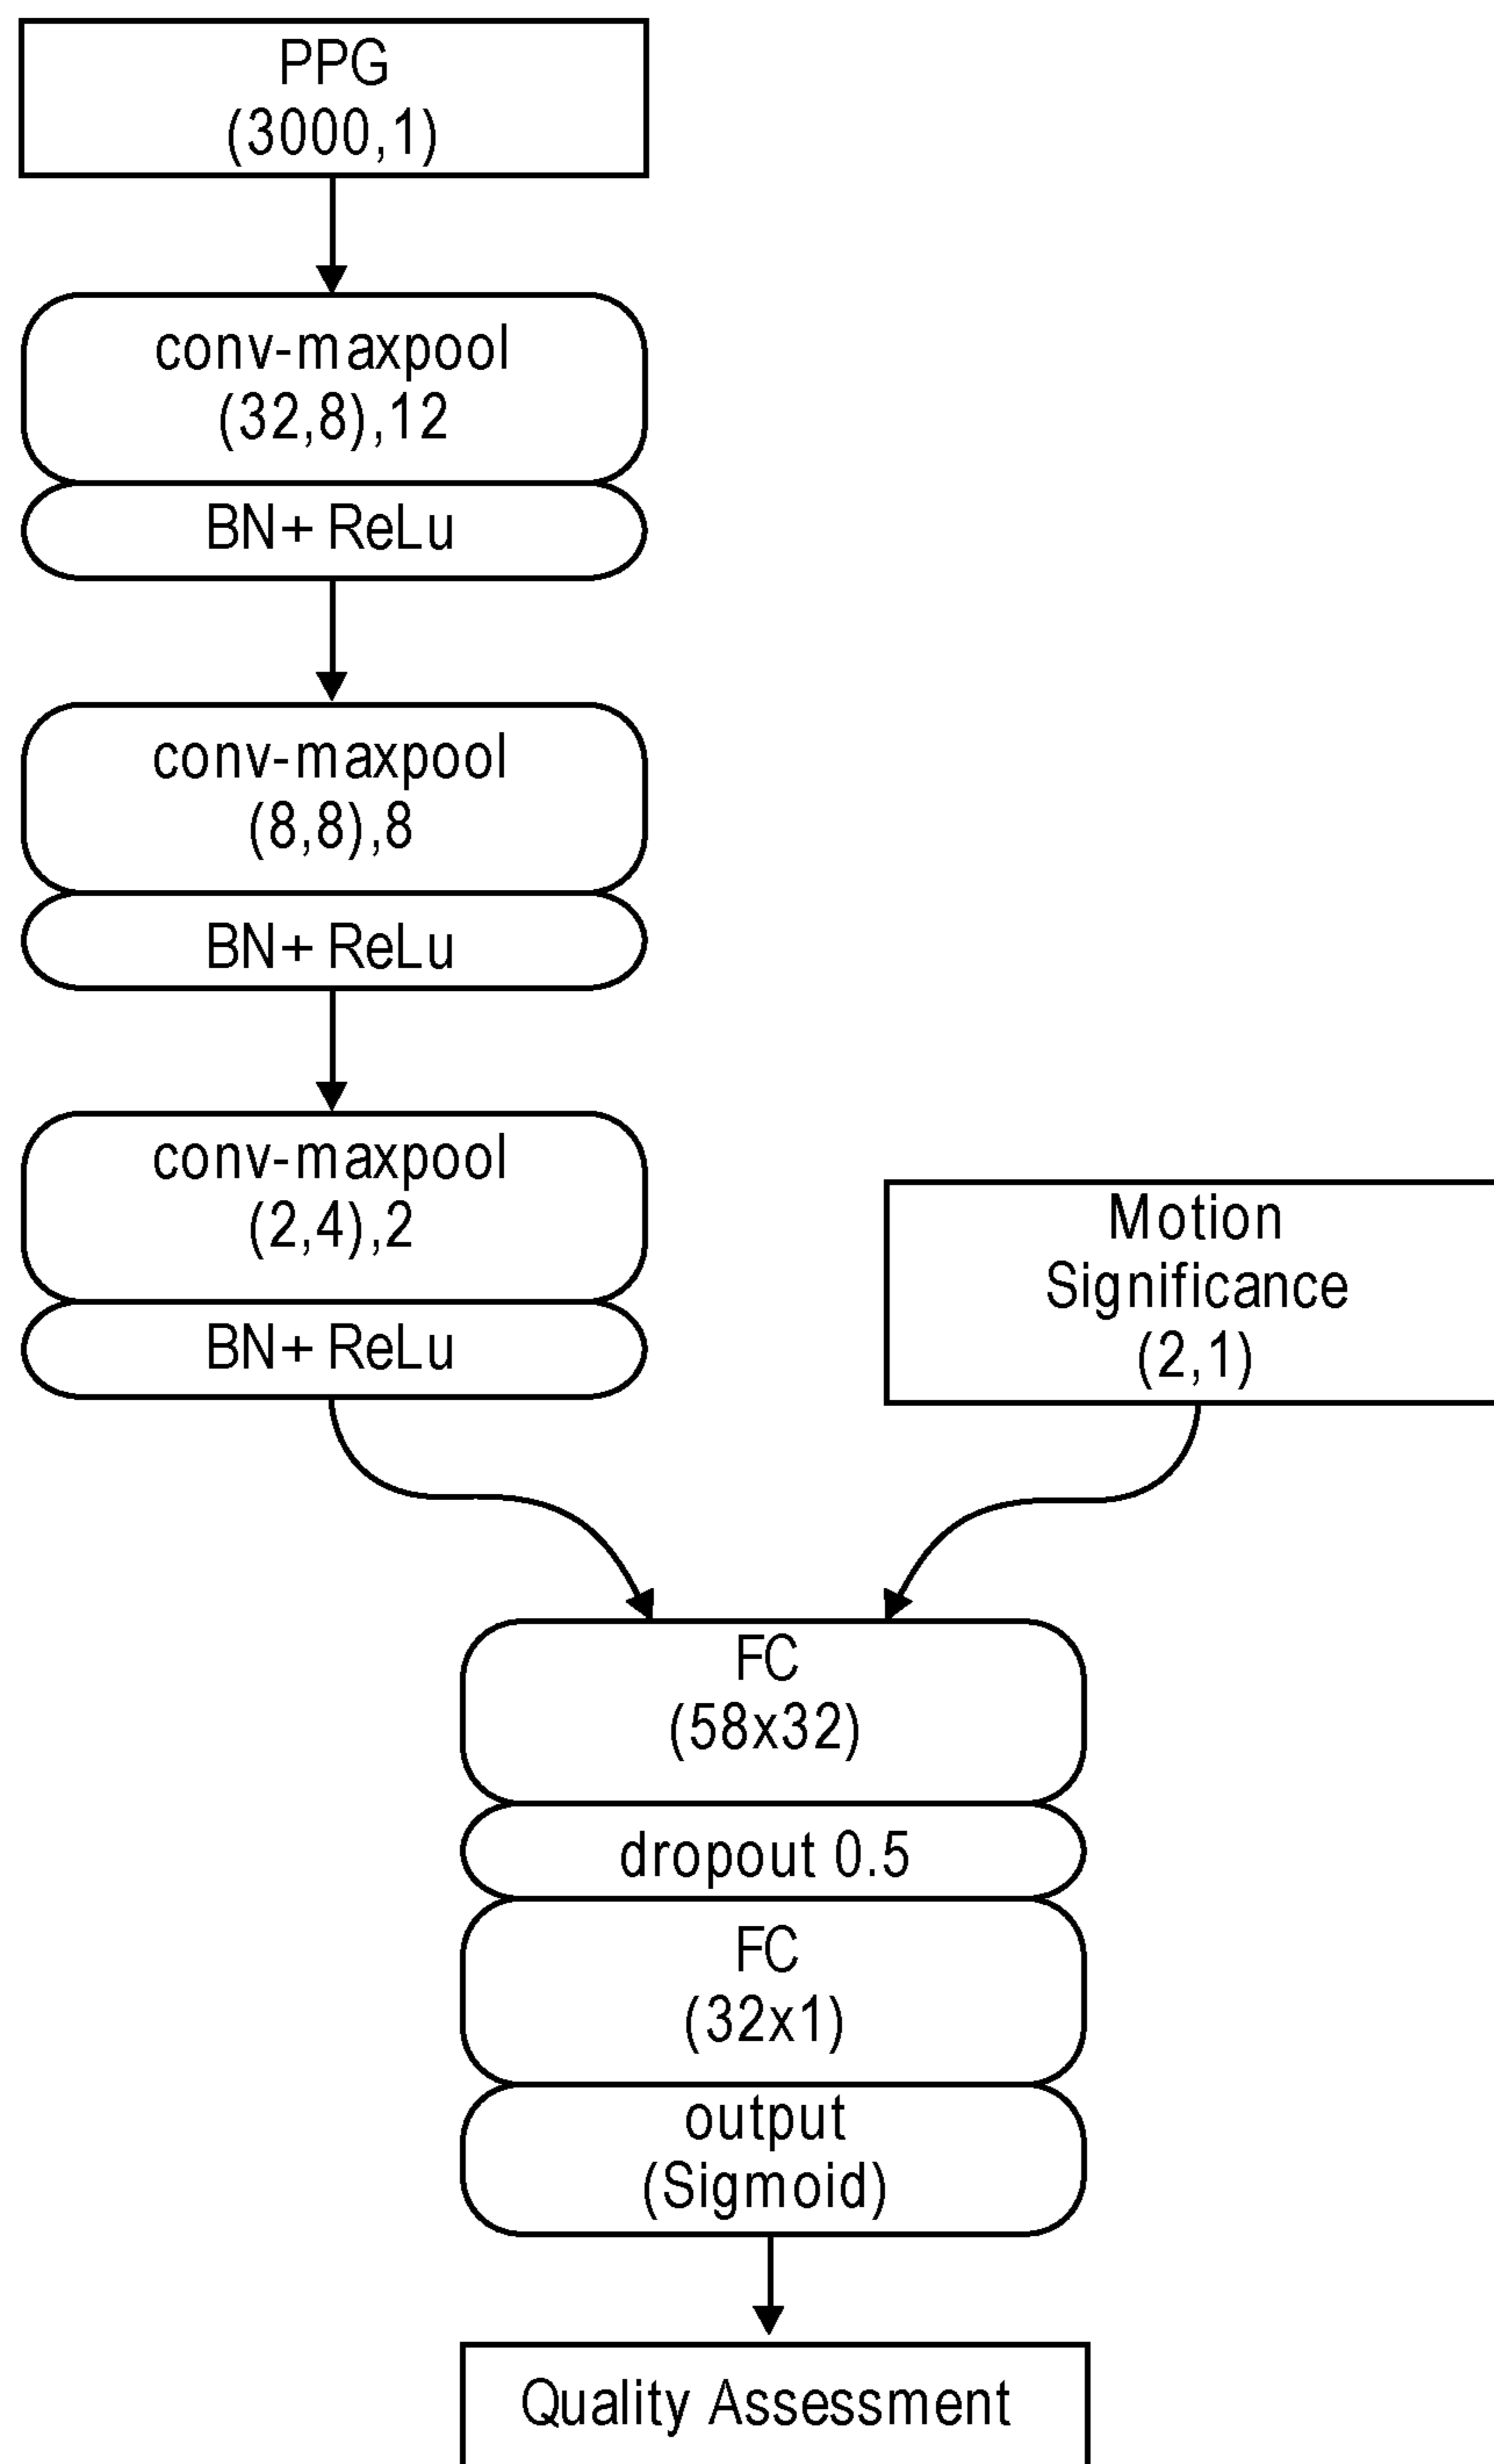 PPG
(3000,1)
conv-maxpool
(32,8),12
BN+ ReLu
conv-maxpool
(8,8),8
BN+ ReLu
conv-maxpool
(2,4),2
BN+ ReLu
Motion
Significance
(2,1)
FC
(58x32)
dropout 0.5
FC
(32x1)
output
(Sigmoid)
Quality Assessment